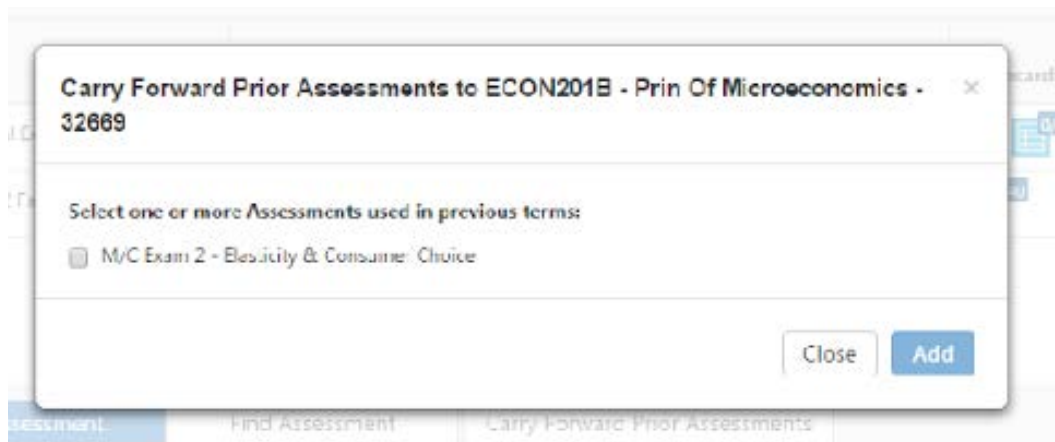 Carry Forward Prior Assessments to ECON201B - Prin Of Microeconomics -
32669
×
Select one or more Assessments used in previous terms:
M/C Exam 2 - Elasticity & Consumer Choice
Close
Add
Find Assessment
Carry Forward Prior Assessments